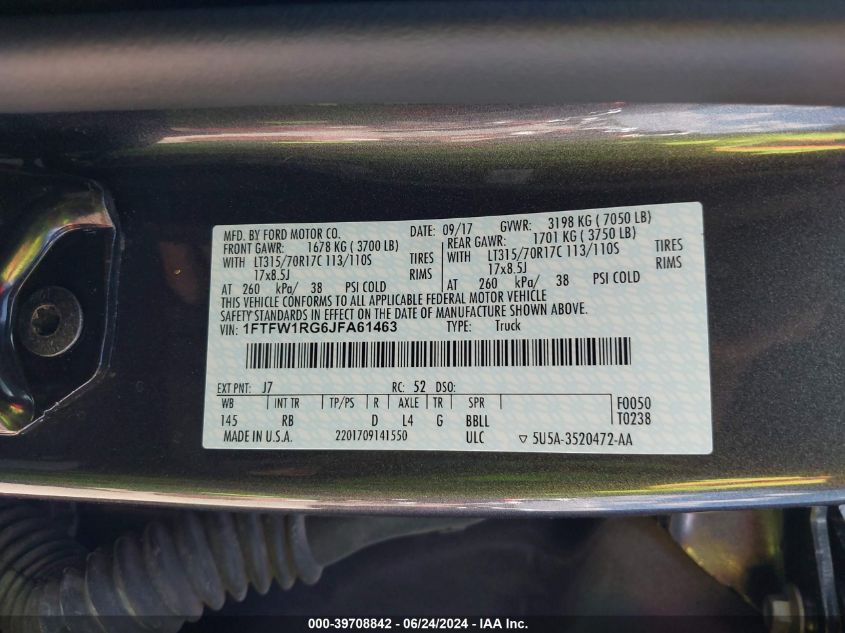 MFD. BY FORD MOTOR CO. DATE: 09/17 GVWR: 3198 KG ( 7050 LB)
FRONT GAWR: 1678 KG ( 3700 LB) REAR GAWR: 1701 KG ( 3750 LB)
WITH LT315/70R17C 113/110S TIRES WITH LT315/70R17C 113/110S TIRES
17x8.5J RIMS 17x8.5J RIMS
AT 260 kPa/ 38 PSI COLD AT 260 kPa/ 38 PSI COLD
THIS VEHICLE CONFORMS TO ALL APPLICABLE FEDERAL MOTOR VEHICLE
SAFETY STANDARDS IN EFFECT ON THE DATE OF MANUFACTURE SHOWN ABOVE.
VIN: 1FTFW1RG6JFA61463 TYPE: Truck
EXT PNT: J7 RC: 52 DSO:
WB INT TR TP/PS R AXLE TR SPR F0050
145 RB D L4 G BBLL T0238
MADE IN U.S.A. 2201709141550 ULC ▽ 5U5A-3520472-AA
000-39708842 / 06/24/2024 - IAA Inc.